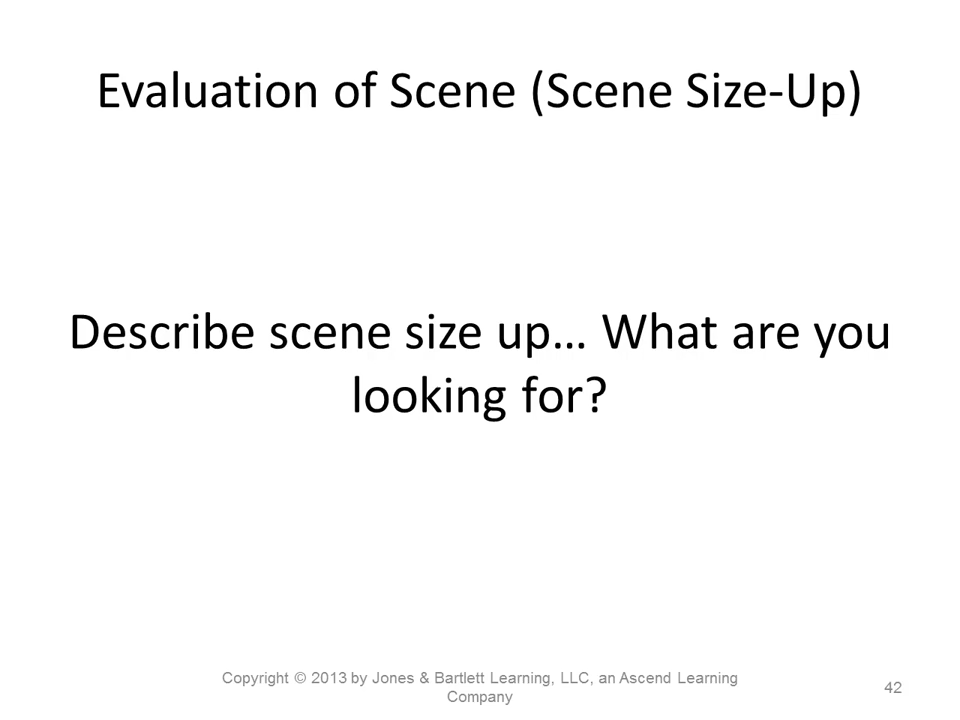 Evaluation of Scene (Scene Size-Up)
Describe scene size up... What are you
looking for?
Copyright © 2013 by Jones & Bartlett Learning, LLC, an Ascend Learning
Company
42